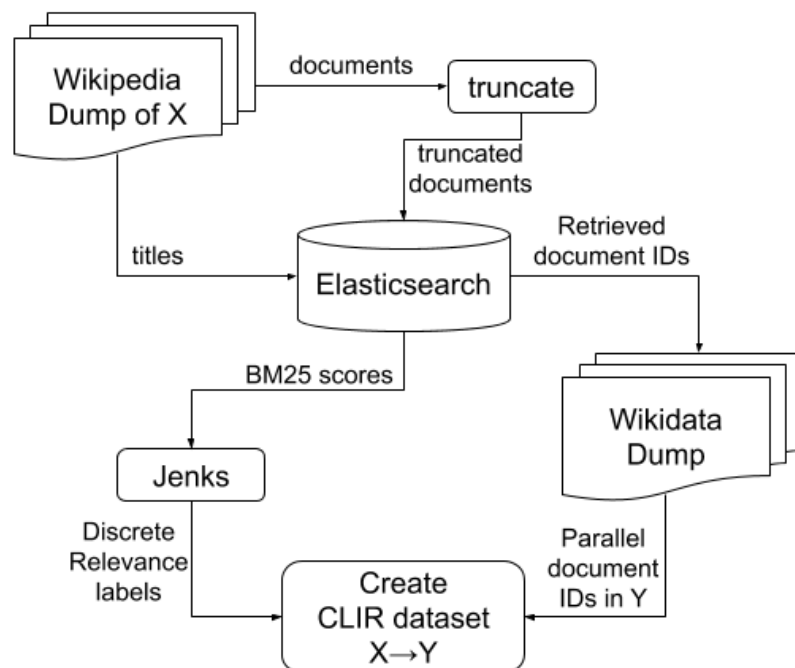 Wikipedia
Dump of X
documents
truncate
truncated
documents
titles
Elasticsearch
Retrieved
document IDs
BM25 scores
Wikidata
Dump
Jenks
Discrete
Relevance
labels
Parallel
document
IDs in Y
Create
CLIR dataset
X→Y